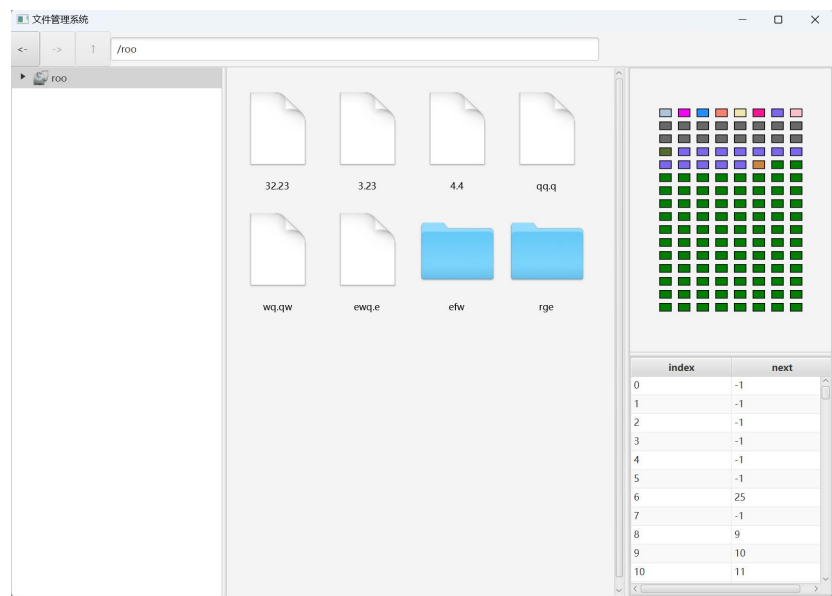 文件管理系统
<- -> ↑ /roo
roo
32.23 3.23 4.4 qq.q
wq.qw ewq.e efw rge
index next
0 -1
1 -1
2 -1
3 -1
4 -1
5 -1
6 25
7 -1
8 9
9 10
10 11